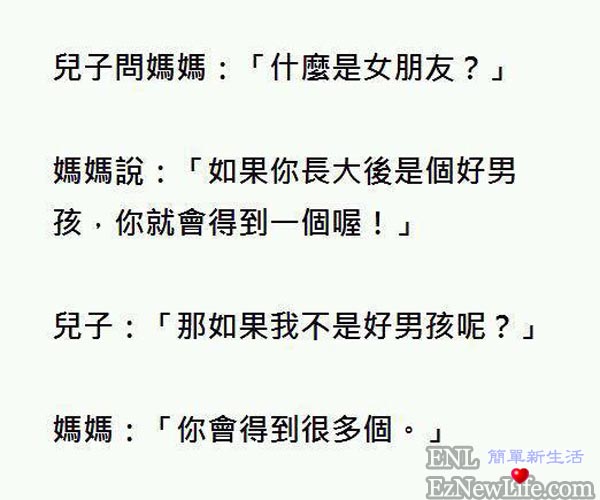 兒子問媽媽：「什麼是女朋友？」
媽媽說：「如果你長大後是個好男
孩，你就會得到一個喔！」
兒子：「那如果我不是好男孩呢？」
媽媽：「你會得到很多個。」
ENL 簡單新生活
EzNewLife.com